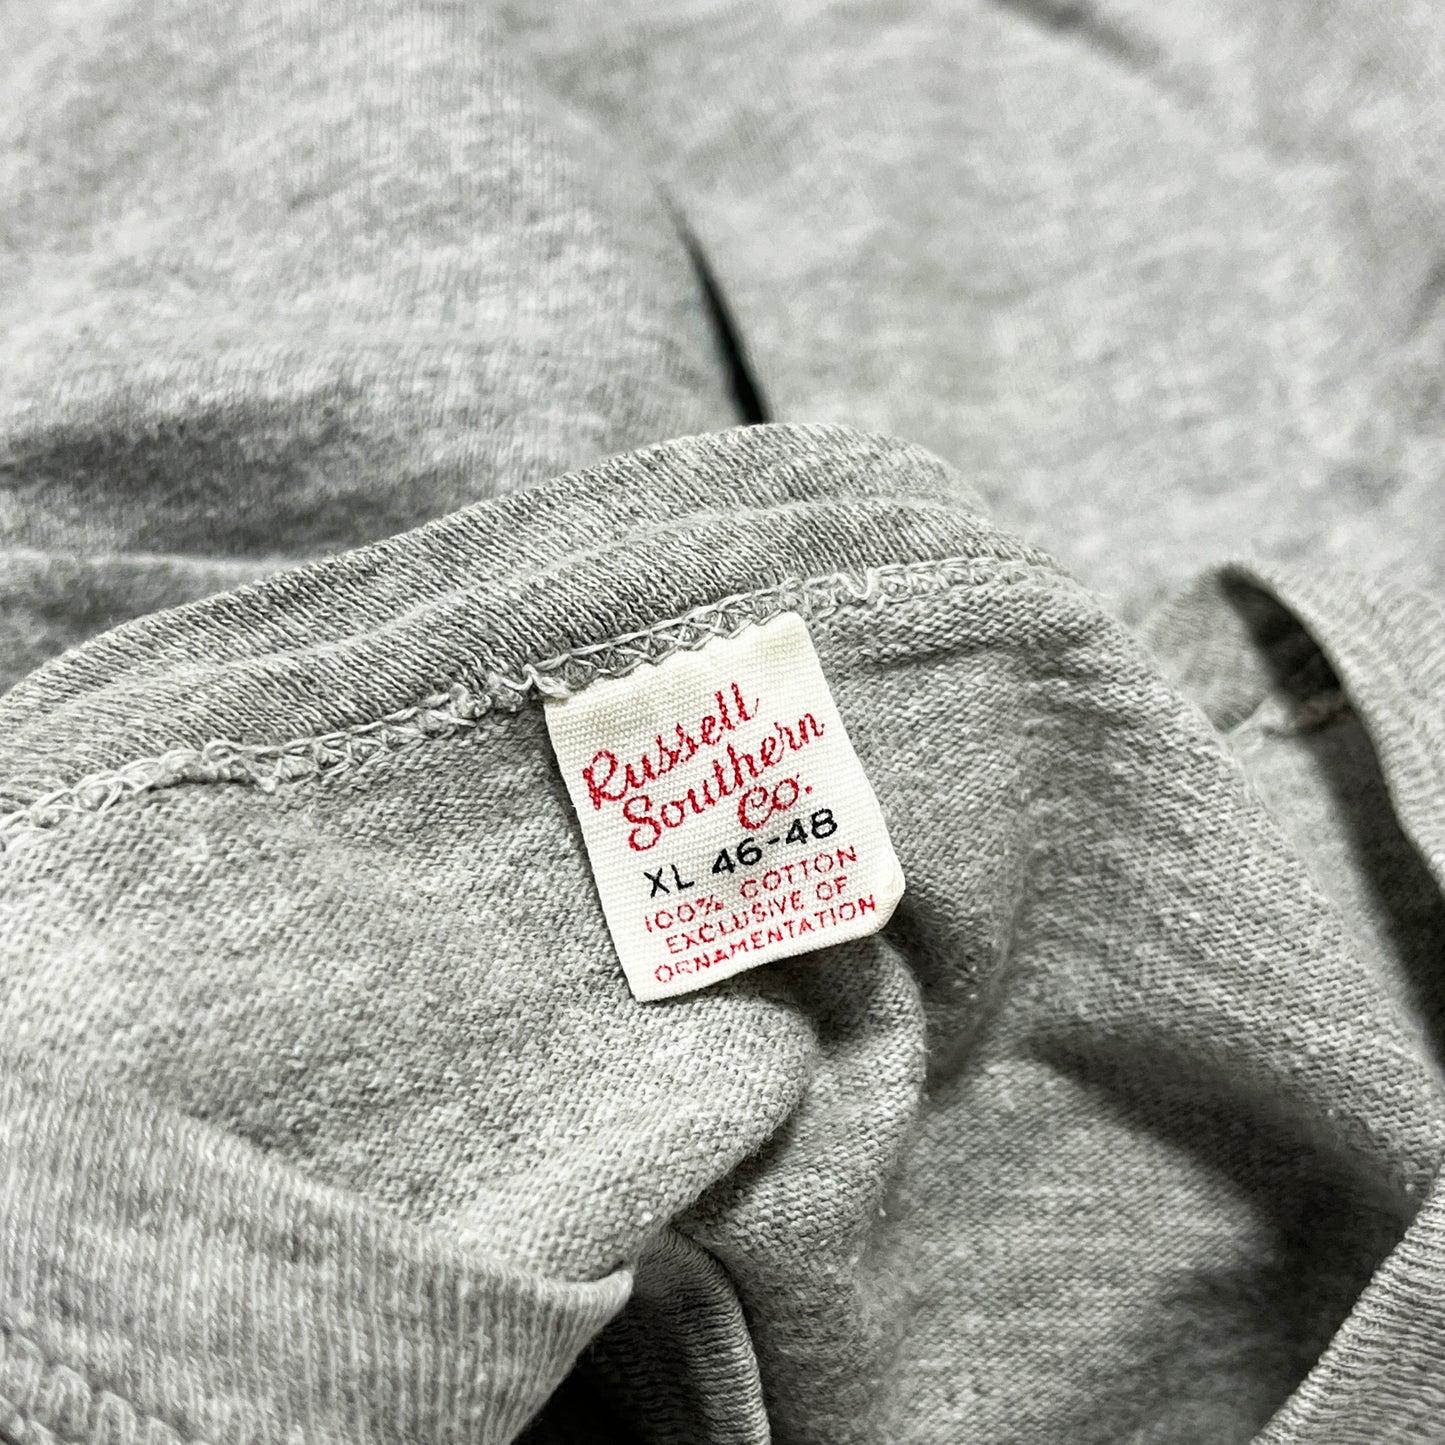 Russell
Southern
Co.
XL 46-48
100% COTTON
EXCLUSIVE OF
ORNAMENTATION